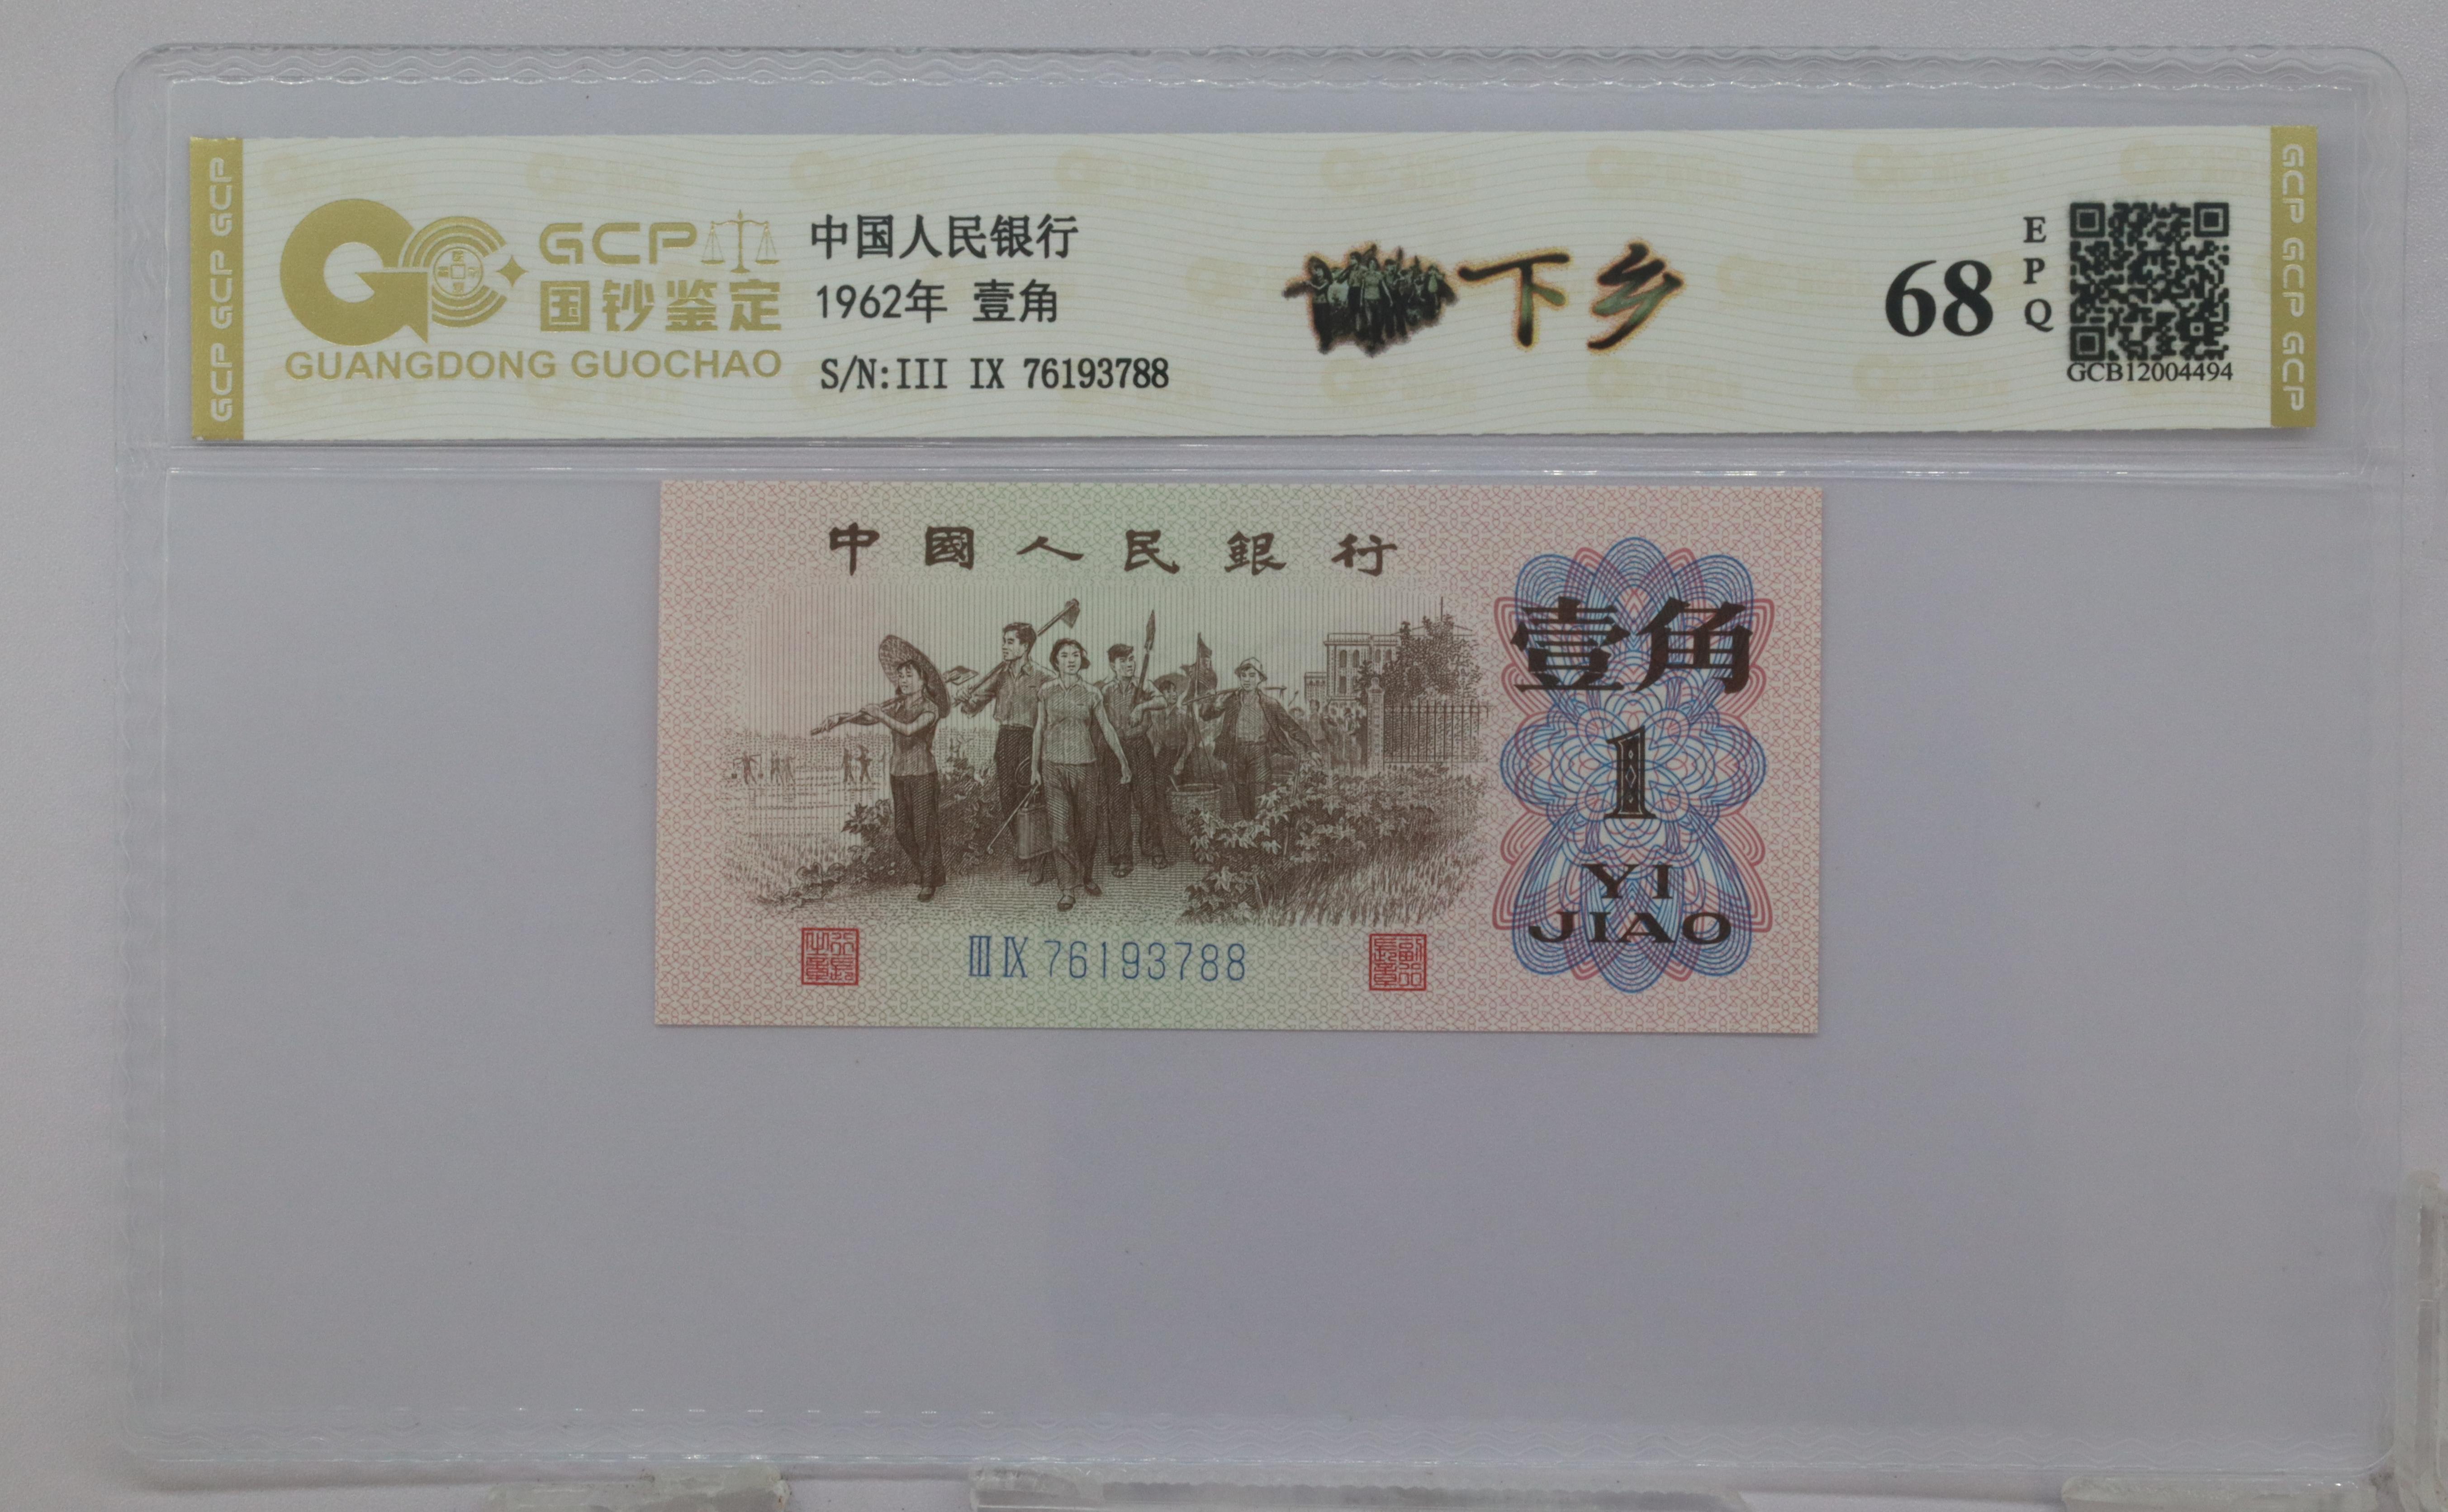 GCP GCP GCP
GCP
国钞鉴定
GUANGDONG GUOCHAO
中国人民银行
1962年 壹角
S/N:III IX 76193788
下乡
68
E
P
Q
GCB12004494
GCP GCP GCP
中國人民銀行
壹角
1
YI
JIAO
III IX 76193788